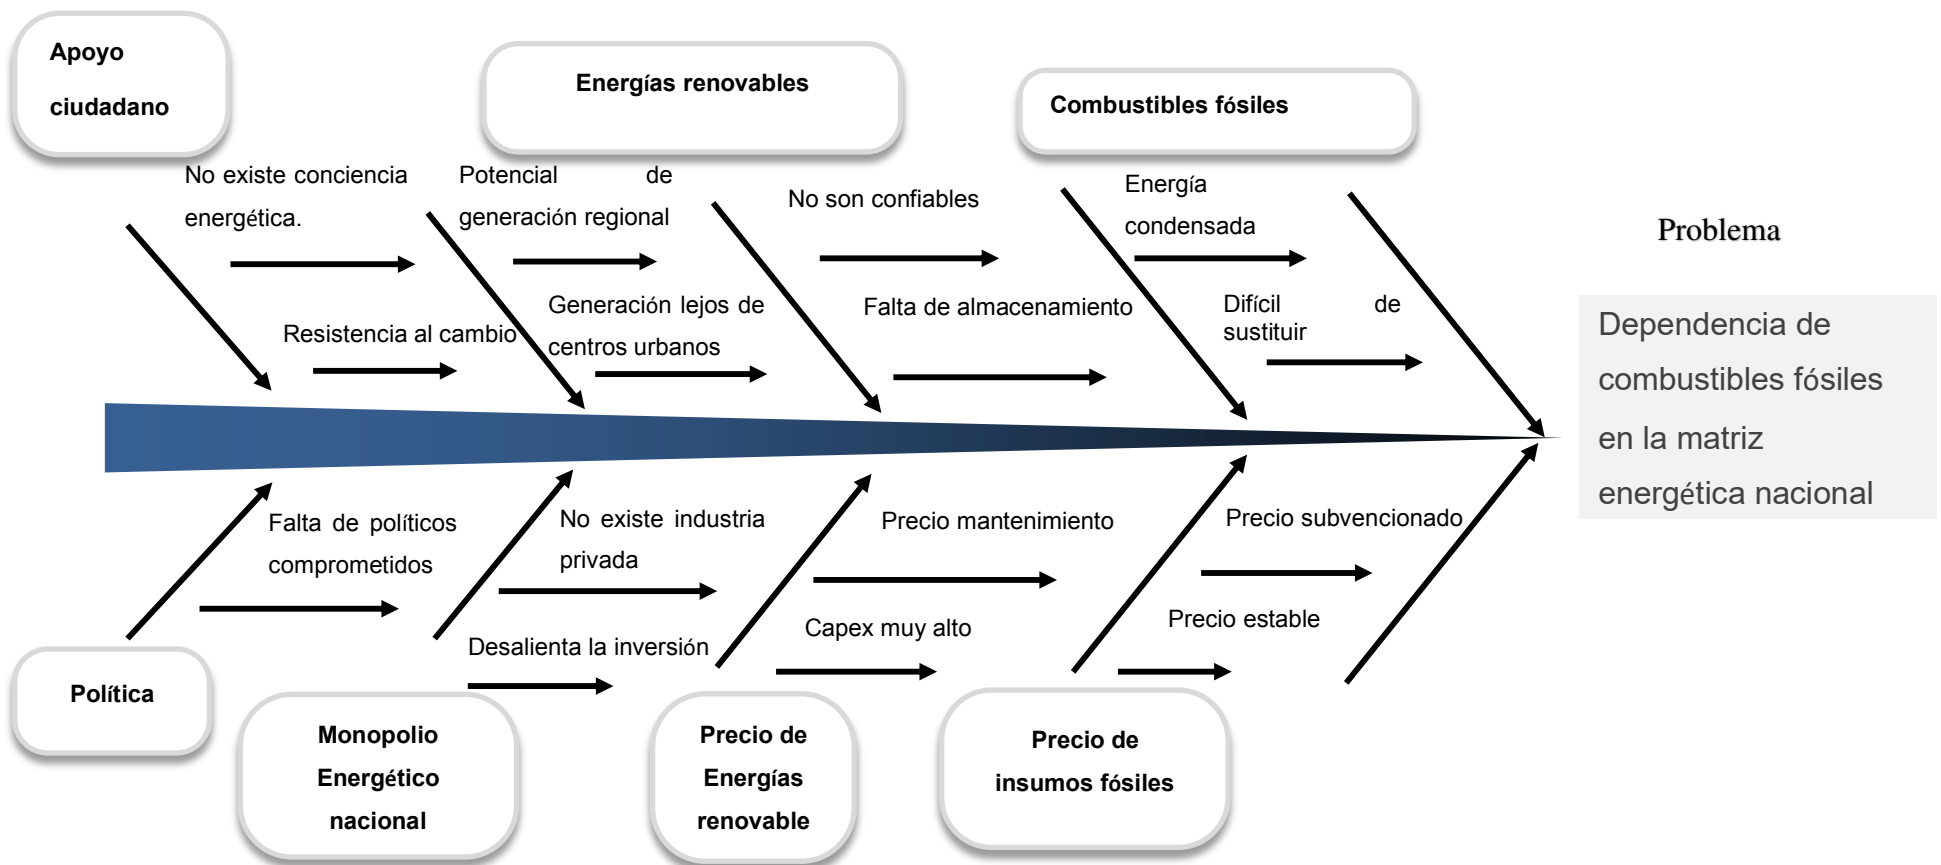 Apoyo
ciudadano
Energías renovables
Combustibles fósiles
No existe conciencia
energética.
Resistencia al cambio
Potencial de
generación regional
Generación lejos de
centros urbanos
No son confiables
Falta de almacenamiento
Energía
condensada
Difícil de
sustituir
Problema
Dependencia de
combustibles fósiles
en la matriz
energética nacional
Falta de políticos
comprometidos
No existe industria
privada
Desalienta la inversión
Precio mantenimiento
Capex muy alto
Precio subvencionado
Precio estable
Política
Monopolio
Energético
nacional
Precio de
Energías
renovable
Precio de
insumos fósiles